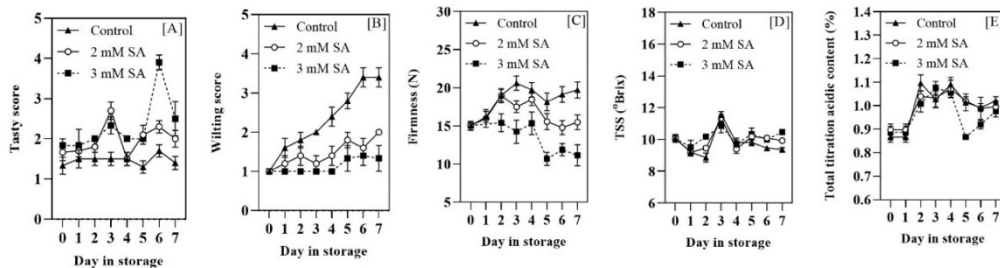 [A]
Control
2 mM SA
3 mM SA
Tasty score
5
4
3
2
1
0
0 1 2 3 4 5 6 7
Day in storage
[B]
Control
2 mM SA
3 mM SA
Wilting score
5
4
3
2
1
0
0 1 2 3 4 5 6 7
Day in storage
[C]
Control
2 mM SA
3 mM SA
Firmness (N)
30
25
20
15
10
5
0
0 1 2 3 4 5 6 7
Day in storage
[D]
Control
2 mM SA
3 mM SA
TSS (⁰Brix)
18
16
14
12
10
8
6
0 1 2 3 4 5 6 7
Day in storage
[E]
Control
2 mM SA
3 mM SA
Total titration acidic content (%)
1.4
1.3
1.2
1.1
1.0
0.9
0.8
0.7
0.6
0 1 2 3 4 5 6 7
Day in storage